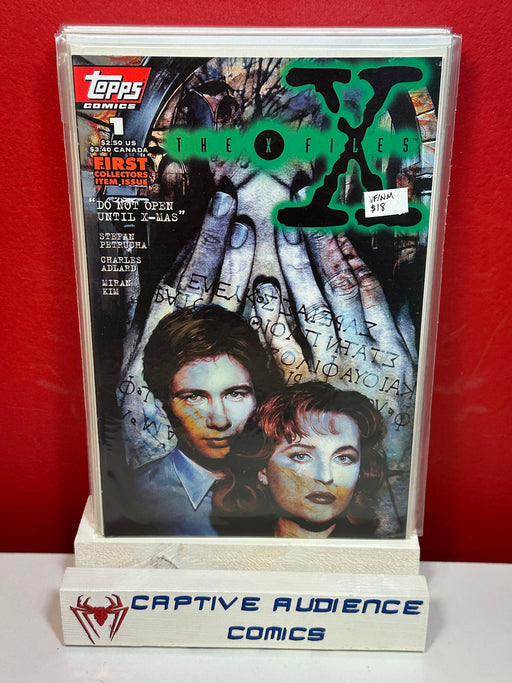 Topps
COMICS
1
$2.50 US
$3.40 CANADA
FIRST
COLLECTORS
ITEM ISSUE
"DO NOT OPEN
UNTIL X-MAS"
STEFAN
PETRUCHA
CHARLES
ADLARD
MIRAN
KIM
X
THE X FILES™
VF/NM
$18
CAPTIVE AUDIENCE
COMICS